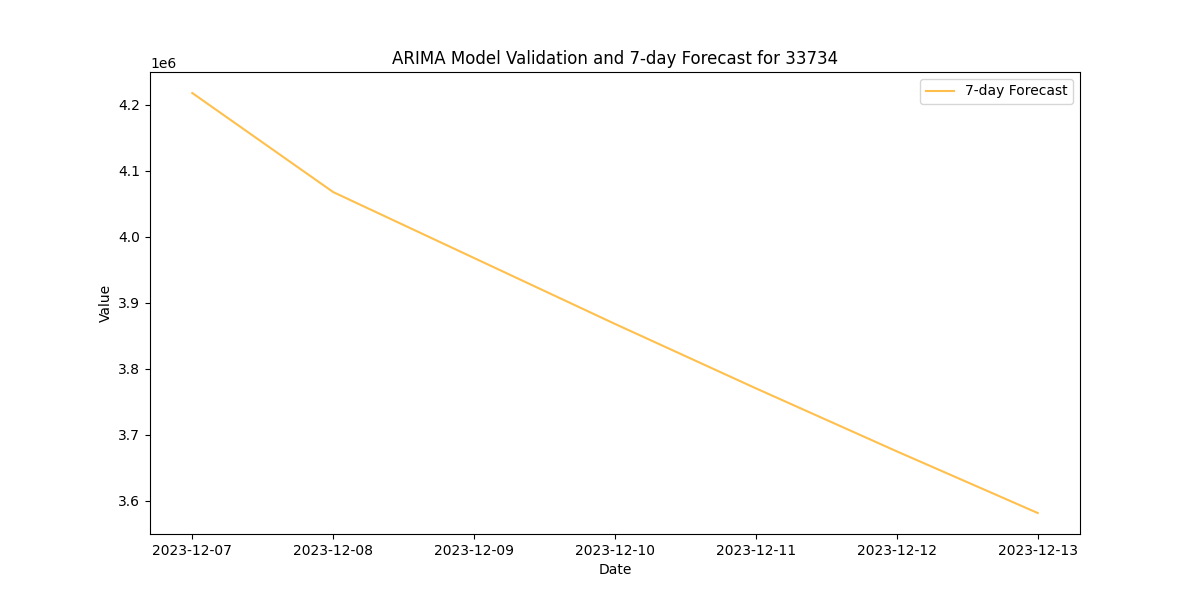 ARIMA Model Validation and 7-day Forecast for 33734
1e6
7-day Forecast
4.2
4.1
4.0
3.9
3.8
3.7
3.6
Value
2023-12-07 2023-12-08 2023-12-09 2023-12-10 2023-12-11 2023-12-12 2023-12-13
Date